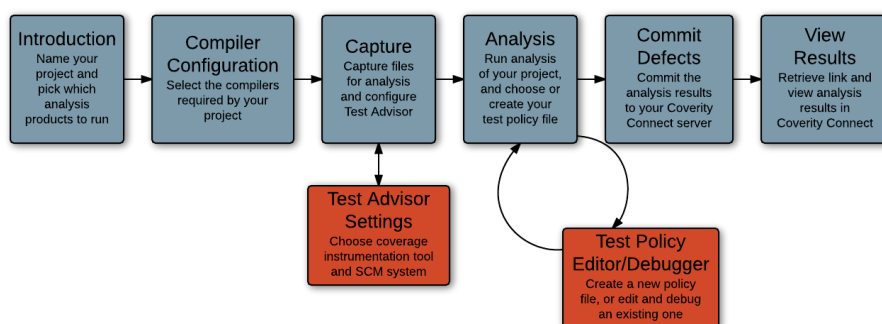 Introduction
Name your
project and
pick which
analysis
products to run
Compiler
Configuration
Select the compilers
required by your
project
Capture
Capture files
for analysis
and configure
Test Advisor
Analysis
Run analysis
of your project,
and choose or
create your
test policy file
Commit
Defects
Commit the
analysis results
to your Coverity
Connect server
View
Results
Retrieve link and
view analysis
results in
Coverity Connect
Test Advisor
Settings
Choose coverage
instrumentation tool
and SCM system
Test Policy
Editor/Debugger
Create a new policy
file, or edit and debug
an existing one